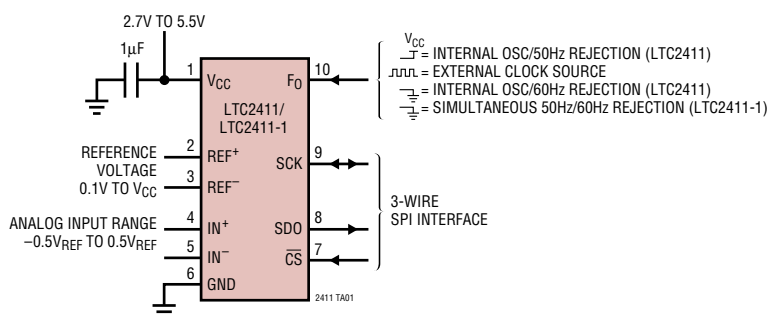 2.7V TO 5.5V
1µF
1
VCC
LTC2411/
LTC2411-1
FO
10
VCC
= INTERNAL OSC/50Hz REJECTION (LTC2411)
= EXTERNAL CLOCK SOURCE
= INTERNAL OSC/60Hz REJECTION (LTC2411)
= SIMULTANEOUS 50Hz/60Hz REJECTION (LTC2411-1)
REFERENCE
VOLTAGE
0.1V TO VCC
2
REF+
3
REF–
SCK
9
3-WIRE
SPI INTERFACE
ANALOG INPUT RANGE
–0.5VREF TO 0.5VREF
4
IN+
5
IN–
SDO
8
CS
7
6
GND
2411 TA01